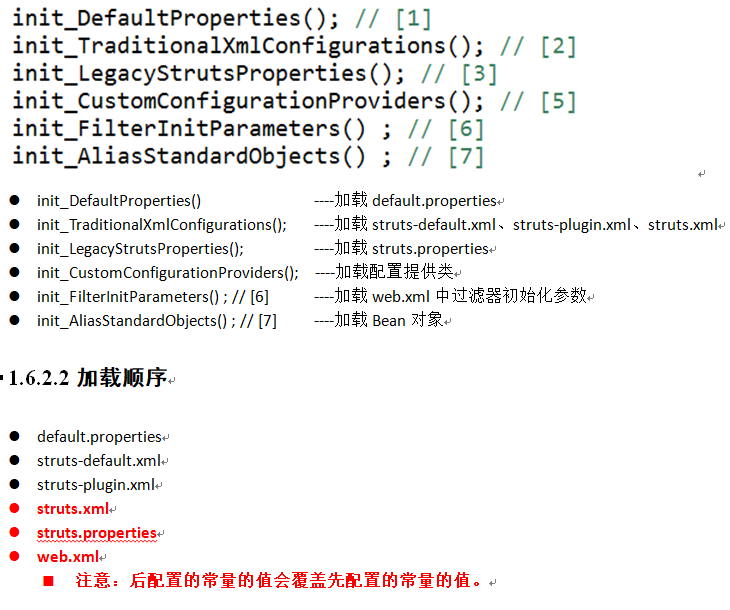 init_DefaultProperties(); // [1]
init_TraditionalXmlConfigurations(); // [2]
init_LegacyStrutsProperties(); // [3]
init_CustomConfigurationProviders(); // [5]
init_FilterInitParameters() ; // [6]
init_AliasStandardObjects() ; // [7]
● init_DefaultProperties() ----加载 default.properties
● init_TraditionalXmlConfigurations(); ----加载 struts-default.xml、struts-plugin.xml、struts.xml
● init_LegacyStrutsProperties(); ----加载 struts.properties
● init_CustomConfigurationProviders(); ----加载配置提供类
● init_FilterInitParameters() ; // [6] ----加载 web.xml 中过滤器初始化参数
● init_AliasStandardObjects() ; // [7] ----加载 Bean 对象
1.6.2.2 加载顺序
● default.properties
● struts-default.xml
● struts-plugin.xml
● struts.xml
● struts.properties
● web.xml
■ 注意：后配置的常量的值会覆盖先配置的常量的值。